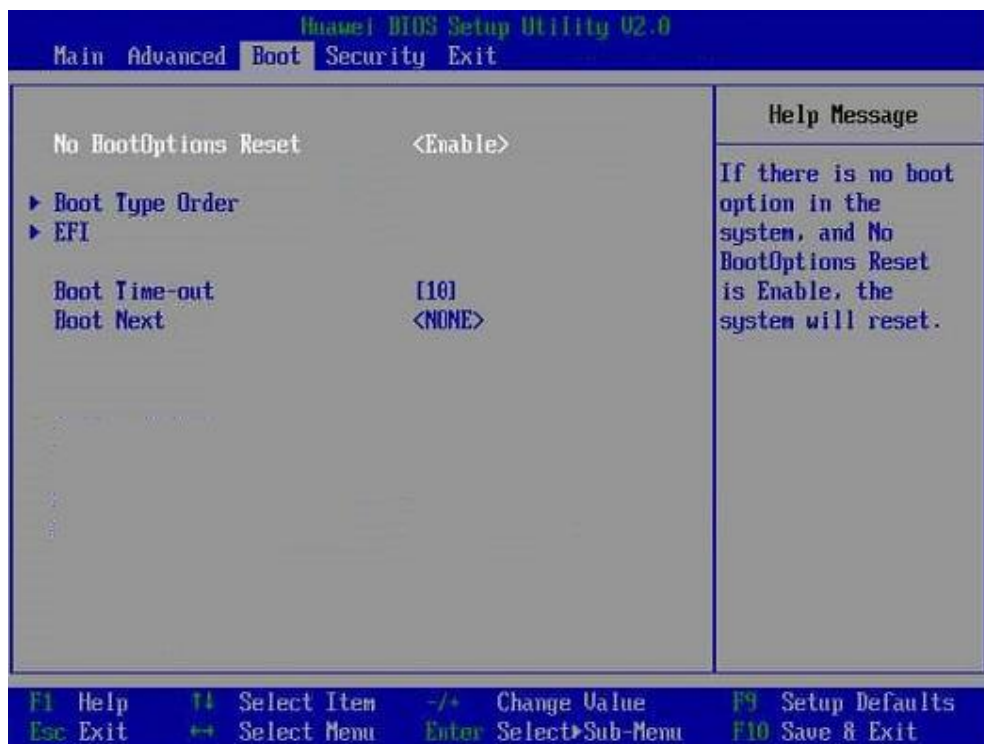 Huawei BIOS Setup Utility V2.0
Main Advanced Boot Security Exit
No BootOptions Reset <Enable>
▶ Boot Type Order
▶ EFI
Boot Time-out [10]
Boot Next <NONE>
Help Message
If there is no boot
option in the
system, and No
BootOptions Reset
is Enable, the
system will reset.
F1 Help ↑↓ Select Item -/+ Change Value F9 Setup Defaults
Esc Exit ↔ Select Menu Enter Select▶Sub-Menu F10 Save & Exit